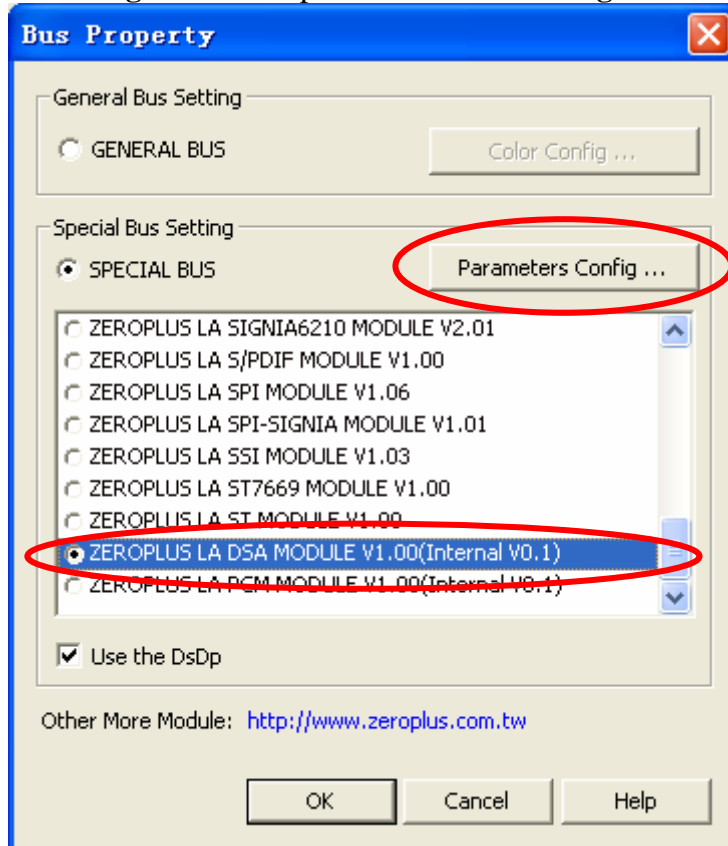 Bus Property
General Bus Setting
GENERAL BUS
Color Config ...
Special Bus Setting
SPECIAL BUS
Parameters Config ...
ZEROPLUS LA SIGNIA6210 MODULE V2.01
ZEROPLUS LA S/PDIF MODULE V1.00
ZEROPLUS LA SPI MODULE V1.06
ZEROPLUS LA SPI-SIGNIA MODULE V1.01
ZEROPLUS LA SSI MODULE V1.03
ZEROPLUS LA ST7669 MODULE V1.00
ZEROPLUS LA ST MODULE V1.00
ZEROPLUS LA DSA MODULE V1.00(Internal V0.1)
ZEROPLUS LA PCM MODULE V1.00(Internal V0.1)
Use the DsDp
Other More Module: http://www.zeroplus.com.tw
OK
Cancel
Help